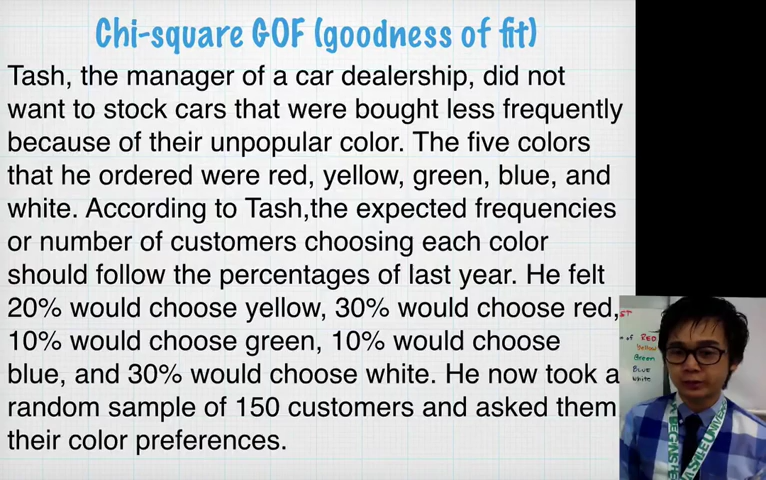 Chi-square GOF (goodness of fit)
Tash, the manager of a car dealership, did not
want to stock cars that were bought less frequently
because of their unpopular color. The five colors
that he ordered were red, yellow, green, blue, and
white. According to Tash,the expected frequencies
or number of customers choosing each color
should follow the percentages of last year. He felt
20% would choose yellow, 30% would choose red,
10% would choose green, 10% would choose
blue, and 30% would choose white. He now took a
random sample of 150 customers and asked them
their color preferences.
of RED
Yellow
Green
BLUE
White